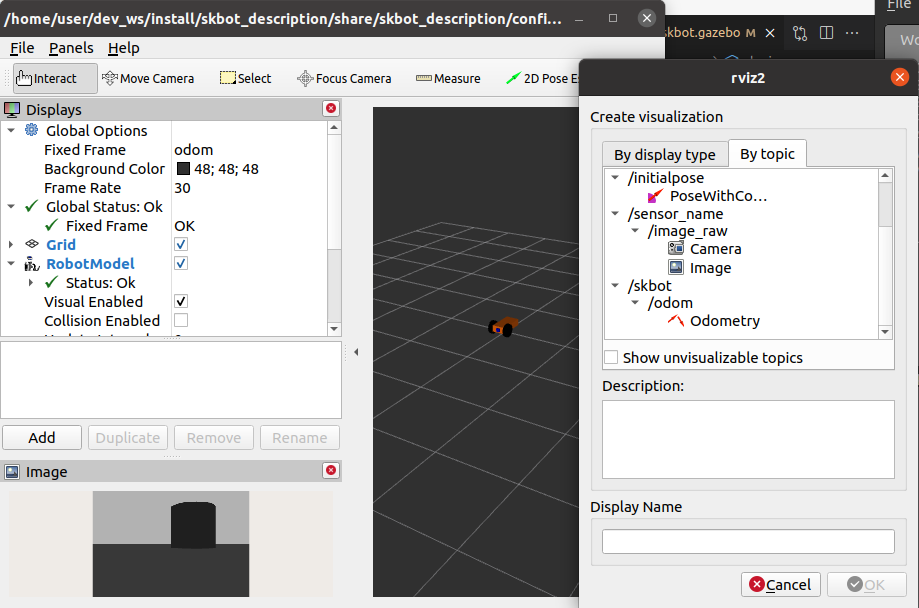 /home/user/dev_ws/install/skbot_description/share/skbot_description/confi...
File Panels Help
Interact Move Camera Select Focus Camera Measure 2D Pose Es
Displays
Global Options
Fixed Frame odom
Background Color 48; 48; 48
Frame Rate 30
Global Status: Ok
Fixed Frame OK
Grid
RobotModel
Status: Ok
Visual Enabled
Collision Enabled
Add Duplicate Remove Rename
Image
skbot.gazebo M
File
Wo
rviz2
Create visualization
By display type By topic
/initialpose
PoseWithCo...
/sensor_name
/image_raw
Camera
Image
/skbot
/odom
Odometry
Show unvisualizable topics
Description:
Display Name
Cancel OK